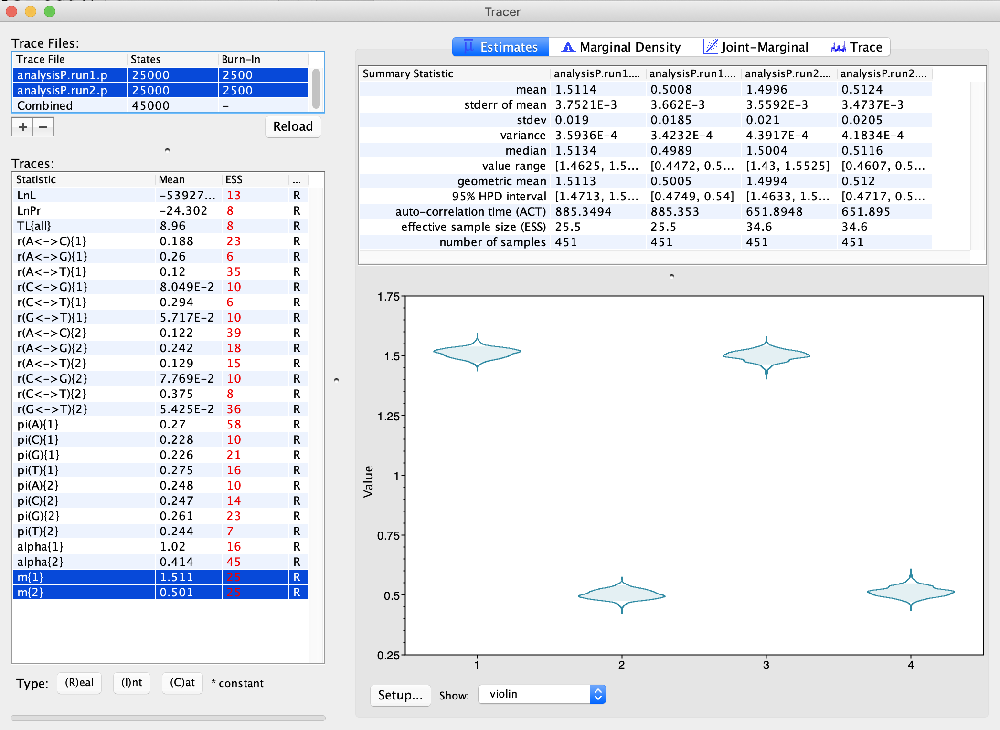 Tracer
Trace Files:
Trace File States Burn-In
analysisP.run1.p 25000 2500
analysisP.run2.p 25000 2500
Combined 45000 -
+ -
Reload
Traces:
Statistic Mean ESS ...
LnL -53927... 13 R
LnPr -24.302 8 R
TL{all} 8.96 8 R
r(A<->C){1} 0.188 23 R
r(A<->G){1} 0.26 6 R
r(A<->T){1} 0.12 35 R
r(C<->G){1} 8.049E-2 10 R
r(C<->T){1} 0.294 6 R
r(G<->T){1} 5.717E-2 10 R
r(A<->C){2} 0.122 39 R
r(A<->G){2} 0.242 18 R
r(A<->T){2} 0.129 15 R
r(C<->G){2} 7.769E-2 10 R
r(C<->T){2} 0.375 8 R
r(G<->T){2} 5.425E-2 36 R
pi(A){1} 0.27 58 R
pi(C){1} 0.228 10 R
pi(G){1} 0.226 21 R
pi(T){1} 0.275 16 R
pi(A){2} 0.248 10 R
pi(C){2} 0.247 14 R
pi(G){2} 0.261 23 R
pi(T){2} 0.244 7 R
alpha{1} 1.02 16 R
alpha{2} 0.414 45 R
m{1} 1.511 25 R
m{2} 0.501 25 R
Type: (R)eal (I)nt (C)at * constant
Estimates Marginal Density Joint-Marginal Trace
Summary Statistic analysisP.run1.... analysisP.run1.... analysisP.run2.... analysisP.run2....
mean 1.5114 0.5008 1.4996 0.5124
stderr of mean 3.7521E-3 3.662E-3 3.5592E-3 3.4737E-3
stdev 0.019 0.0185 0.021 0.0205
variance 3.5936E-4 3.4232E-4 4.3917E-4 4.1834E-4
median 1.5134 0.4989 1.5004 0.5116
value range [1.4625, 1.5... [0.4472, 0.5... [1.43, 1.5525] [0.4607, 0.5...
geometric mean 1.5113 0.5005 1.4994 0.512
95% HPD interval [1.4713, 1.5... [0.4749, 0.54] [1.4633, 1.5... [0.4717, 0.5...
auto-correlation time (ACT) 885.3494 885.353 651.8948 651.895
effective sample size (ESS) 25.5 25.5 34.6 34.6
number of samples 451 451 451 451
1.75
1.5
1.25
1
0.75
0.5
0.25
Value
1 2 3 4
Setup... Show: violin